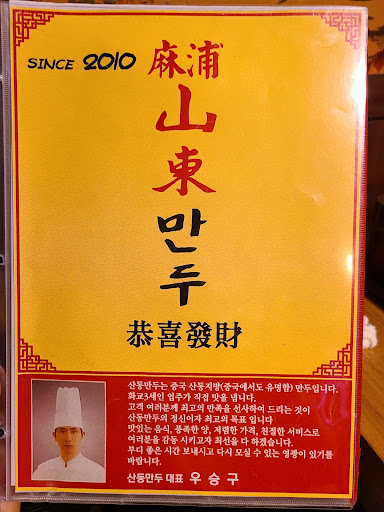 SINCE 2010 麻浦
山
東
만
두
恭喜發財
산동만두는 중국 산동지방(중국에서도 유명함) 만두입니다.
화교3세인 업주가 직접 맛을 냅니다.
고객 여러분께 최고의 만족을 선사하여 드리는 것이
산동만두의 정신이자 최고의 목표 입니다
맛있는 음식, 풍족한 양, 저렴한 가격, 친절한 서비스로
여러분을 감동 시키고자 최선을 다 하겠습니다.
부디 좋은 시간 보내시고 다시 모실 수 있는 영광이 있기를
바랍니다.
산동만두 대표 우승구